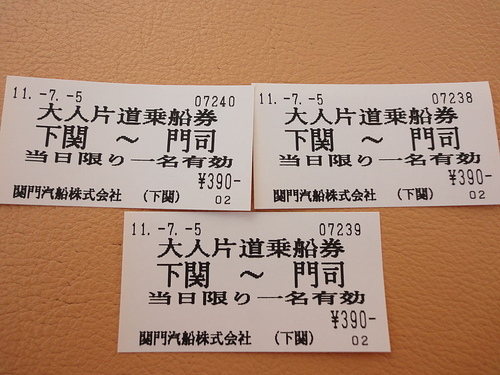 11.-7.-5 07240
大人片道乗船券
下関 ～ 門司
当日限り一名有効
¥390-
関門汽船株式会社 (下関) 02
11.-7.-5 07238
大人片道乗船券
下関 ～ 門司
当日限り一名有効
¥390-
関門汽船株式会社 (下関) 02
11.-7.-5 07239
大人片道乗船券
下関 ～ 門司
当日限り一名有効
¥390-
関門汽船株式会社 (下関) 02